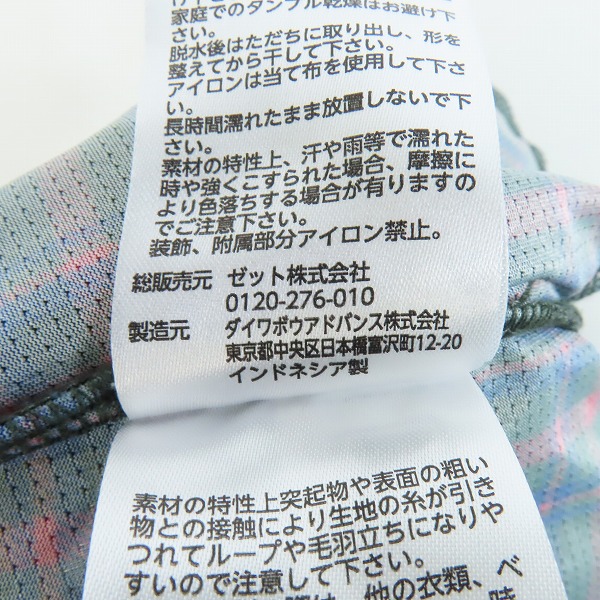 家庭でのタンブル乾燥はお避け下
さい。
脱水後はただちに取り出し、形を
整えてから干して下さい。
アイロンは当て布を使用して下さ
い。
長時間濡れたまま放置しないで下
さい。
素材の特性上、汗や雨等で濡れた
時や強くこすられた場合、摩擦に
より色落ちする場合が有りますの
でご注意下さい。
装飾、附属部分アイロン禁止。
総販売元 ゼット株式会社
0120-276-010
製造元 ダイワボウアドバンス株式会社
東京都中央区日本橋富沢町12-20
インドネシア製
素材の特性上突起物や表面の粗い
物との接触により生地の糸が引き
つれてループや毛羽立ちになりや
すいので注意して下さい。
は、他の衣類、ベ